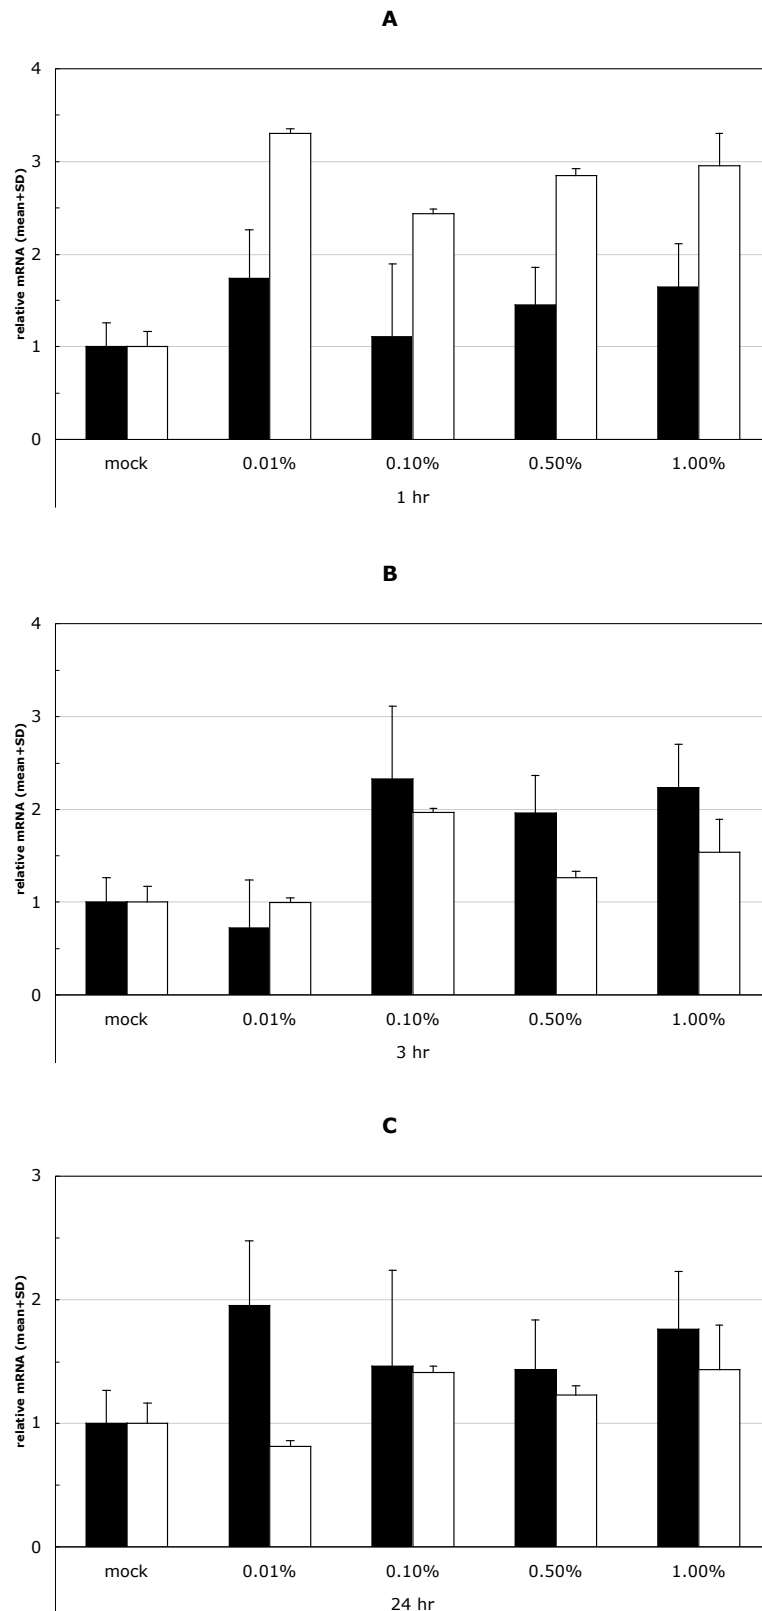 A
relative mRNA (mean+SD)
4
3
2
1
0
mock 0.01% 0.10% 0.50% 1.00%
1 hr
B
relative mRNA (mean+SD)
4
3
2
1
0
mock 0.01% 0.10% 0.50% 1.00%
3 hr
C
relative mRNA (mean+SD)
3
2
1
0
mock 0.01% 0.10% 0.50% 1.00%
24 hr